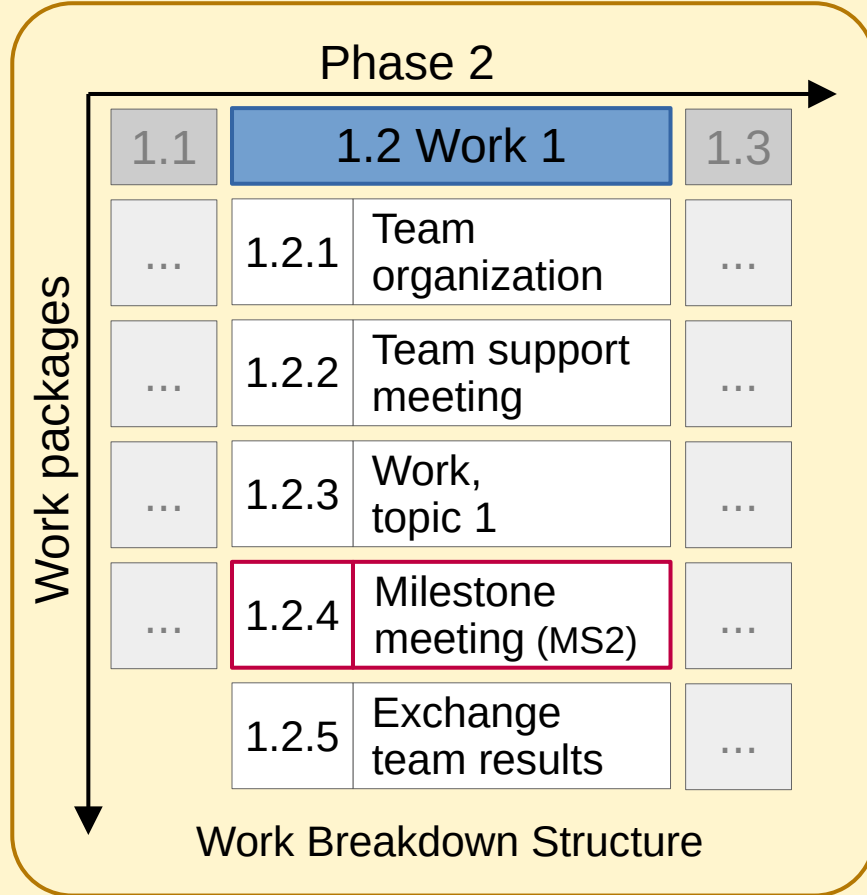 Phase 2
1.1
1.2 Work 1
1.3
...
1.2.1
Team
organization
...
...
1.2.2
Team support
meeting
...
...
1.2.3
Work,
topic 1
...
...
1.2.4
Milestone
meeting (MS2)
...
1.2.5
Exchange
team results
...
Work packages
Work Breakdown Structure